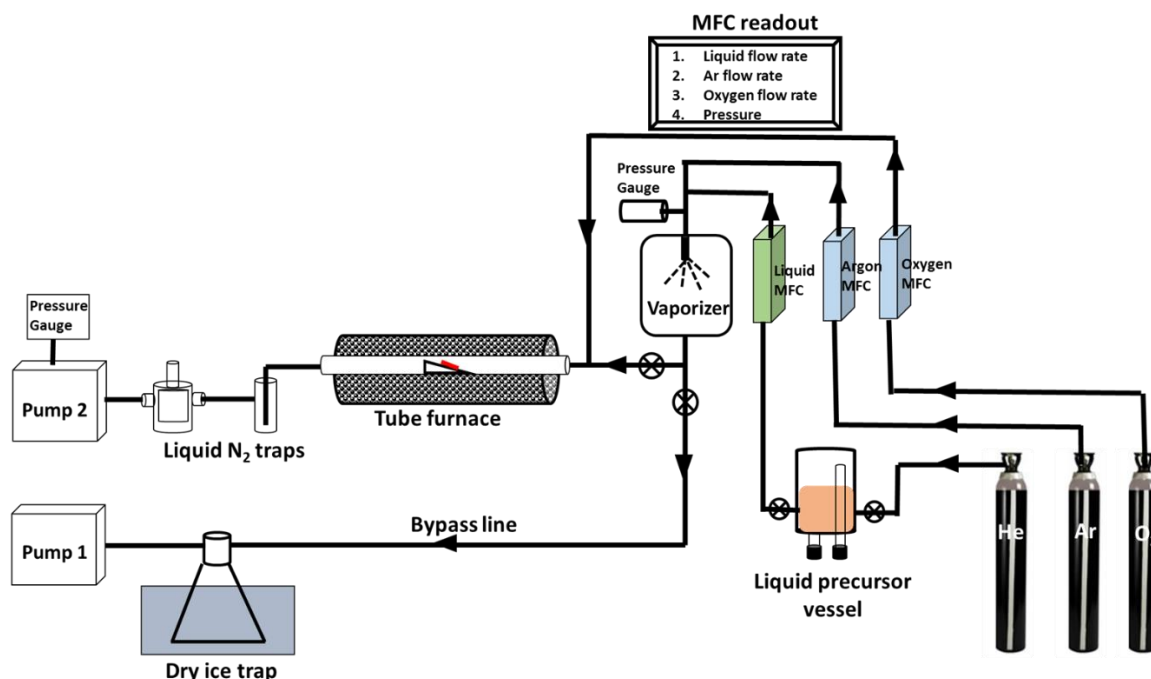 MFC readout
1. Liquid flow rate
2. Ar flow rate
3. Oxygen flow rate
4. Pressure
Pressure
Gauge
Vaporizer
Liquid
MFC
Argon
MFC
Oxygen
MFC
Pressure
Gauge
Pump 2
Liquid N₂ traps
Tube furnace
Pump 1
Bypass line
Dry ice trap
Liquid precursor
vessel
He
Ar